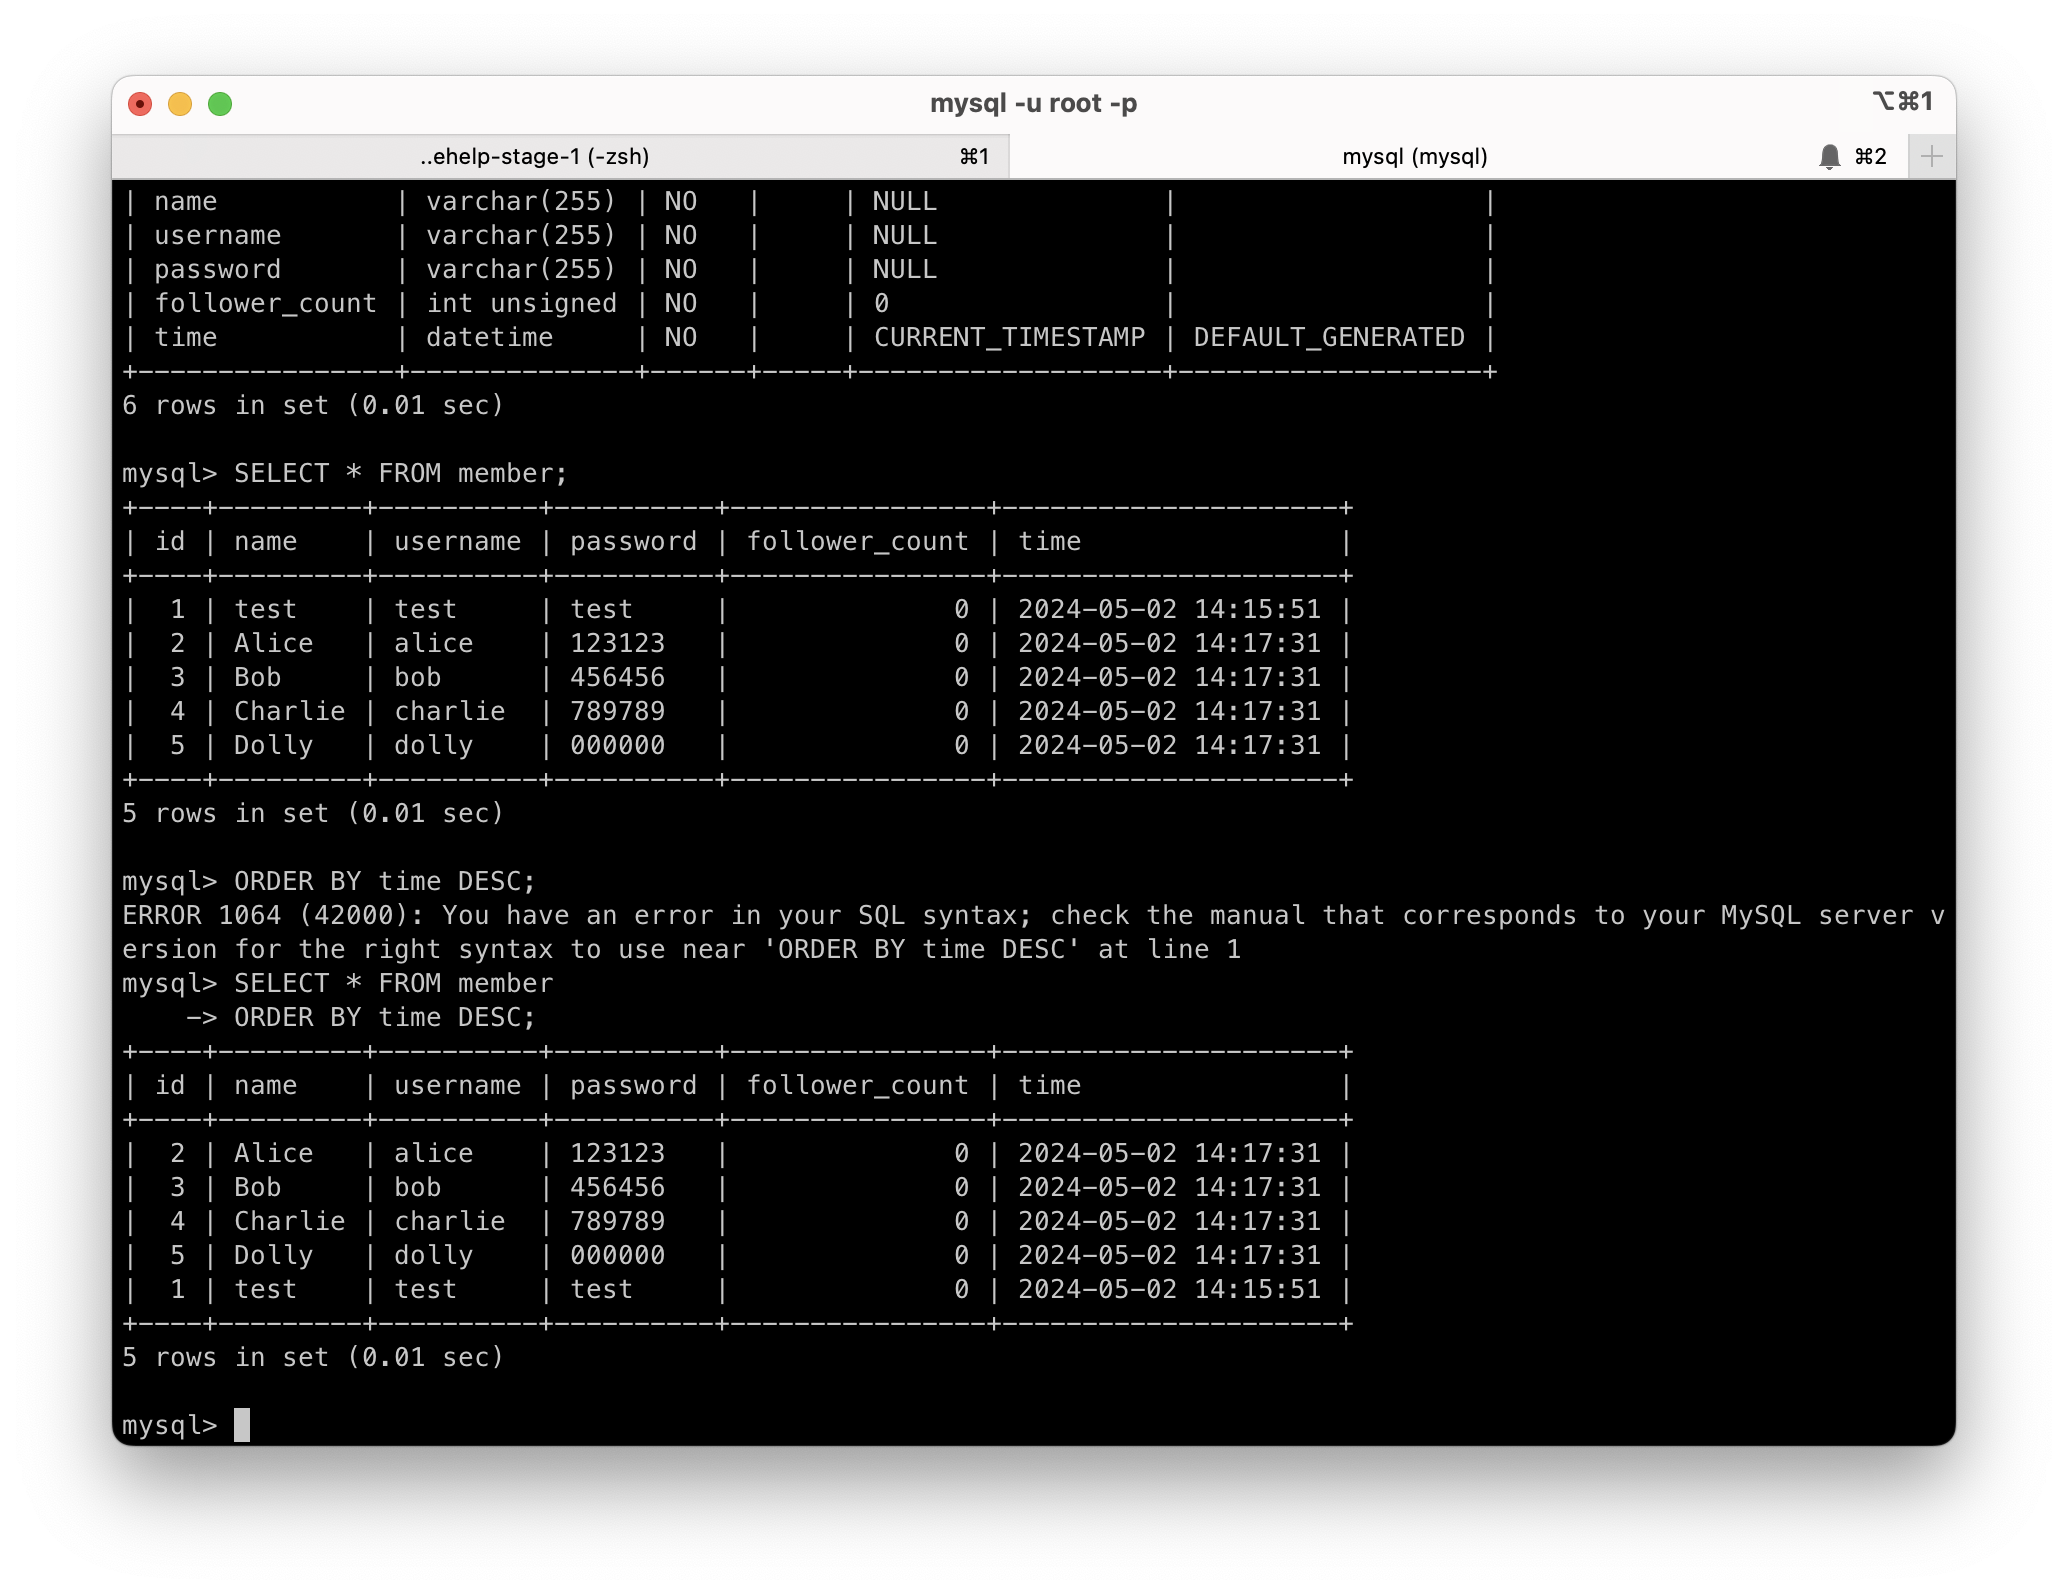 mysql -u root -p
⌥⌘1
..ehelp-stage-1 (-zsh) ⌘1
mysql (mysql) ⌘2
| name           | varchar(255) | NO   |     | NULL              |                   |
| username       | varchar(255) | NO   |     | NULL              |                   |
| password       | varchar(255) | NO   |     | NULL              |                   |
| follower_count | int unsigned | NO   |     | 0                 |                   |
| time           | datetime     | NO   |     | CURRENT_TIMESTAMP | DEFAULT_GENERATED |
+----------------+--------------+------+-----+-------------------+-------------------+
6 rows in set (0.01 sec)
mysql> SELECT * FROM member;
+----+---------+----------+----------+----------------+---------------------+
| id | name    | username | password | follower_count | time                |
+----+---------+----------+----------+----------------+---------------------+
|  1 | test    | test     | test     |              0 | 2024-05-02 14:15:51 |
|  2 | Alice   | alice    | 123123   |              0 | 2024-05-02 14:17:31 |
|  3 | Bob     | bob      | 456456   |              0 | 2024-05-02 14:17:31 |
|  4 | Charlie | charlie  | 789789   |              0 | 2024-05-02 14:17:31 |
|  5 | Dolly   | dolly    | 000000   |              0 | 2024-05-02 14:17:31 |
+----+---------+----------+----------+----------------+---------------------+
5 rows in set (0.01 sec)
mysql> ORDER BY time DESC;
ERROR 1064 (42000): You have an error in your SQL syntax; check the manual that corresponds to your MySQL server v
ersion for the right syntax to use near 'ORDER BY time DESC' at line 1
mysql> SELECT * FROM member
    -> ORDER BY time DESC;
+----+---------+----------+----------+----------------+---------------------+
| id | name    | username | password | follower_count | time                |
+----+---------+----------+----------+----------------+---------------------+
|  2 | Alice   | alice    | 123123   |              0 | 2024-05-02 14:17:31 |
|  3 | Bob     | bob      | 456456   |              0 | 2024-05-02 14:17:31 |
|  4 | Charlie | charlie  | 789789   |              0 | 2024-05-02 14:17:31 |
|  5 | Dolly   | dolly    | 000000   |              0 | 2024-05-02 14:17:31 |
|  1 | test    | test     | test     |              0 | 2024-05-02 14:15:51 |
+----+---------+----------+----------+----------------+---------------------+
5 rows in set (0.01 sec)
mysql>